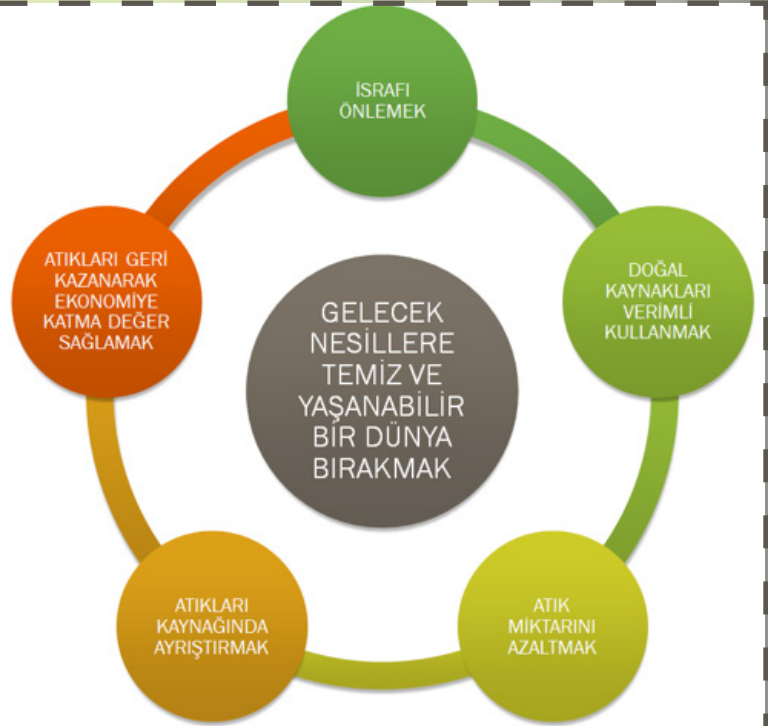 İSRAFI
ÖNLEMEK
DOĞAL
KAYNAKLARI
VERİMLİ
KULLANMAK
ATIK
MİKTARINI
AZALTMAK
ATIKLARI
KAYNAĞINDA
AYRIŞTIRMAK
ATIKLARI GERİ
KAZANARAK
EKONOMİYE
KATMA DEĞER
SAĞLAMAK
GELECEK
NESİLLERE
TEMİZ VE
YAŞANABİLİR
BİR DÜNYA
BIRAKMAK